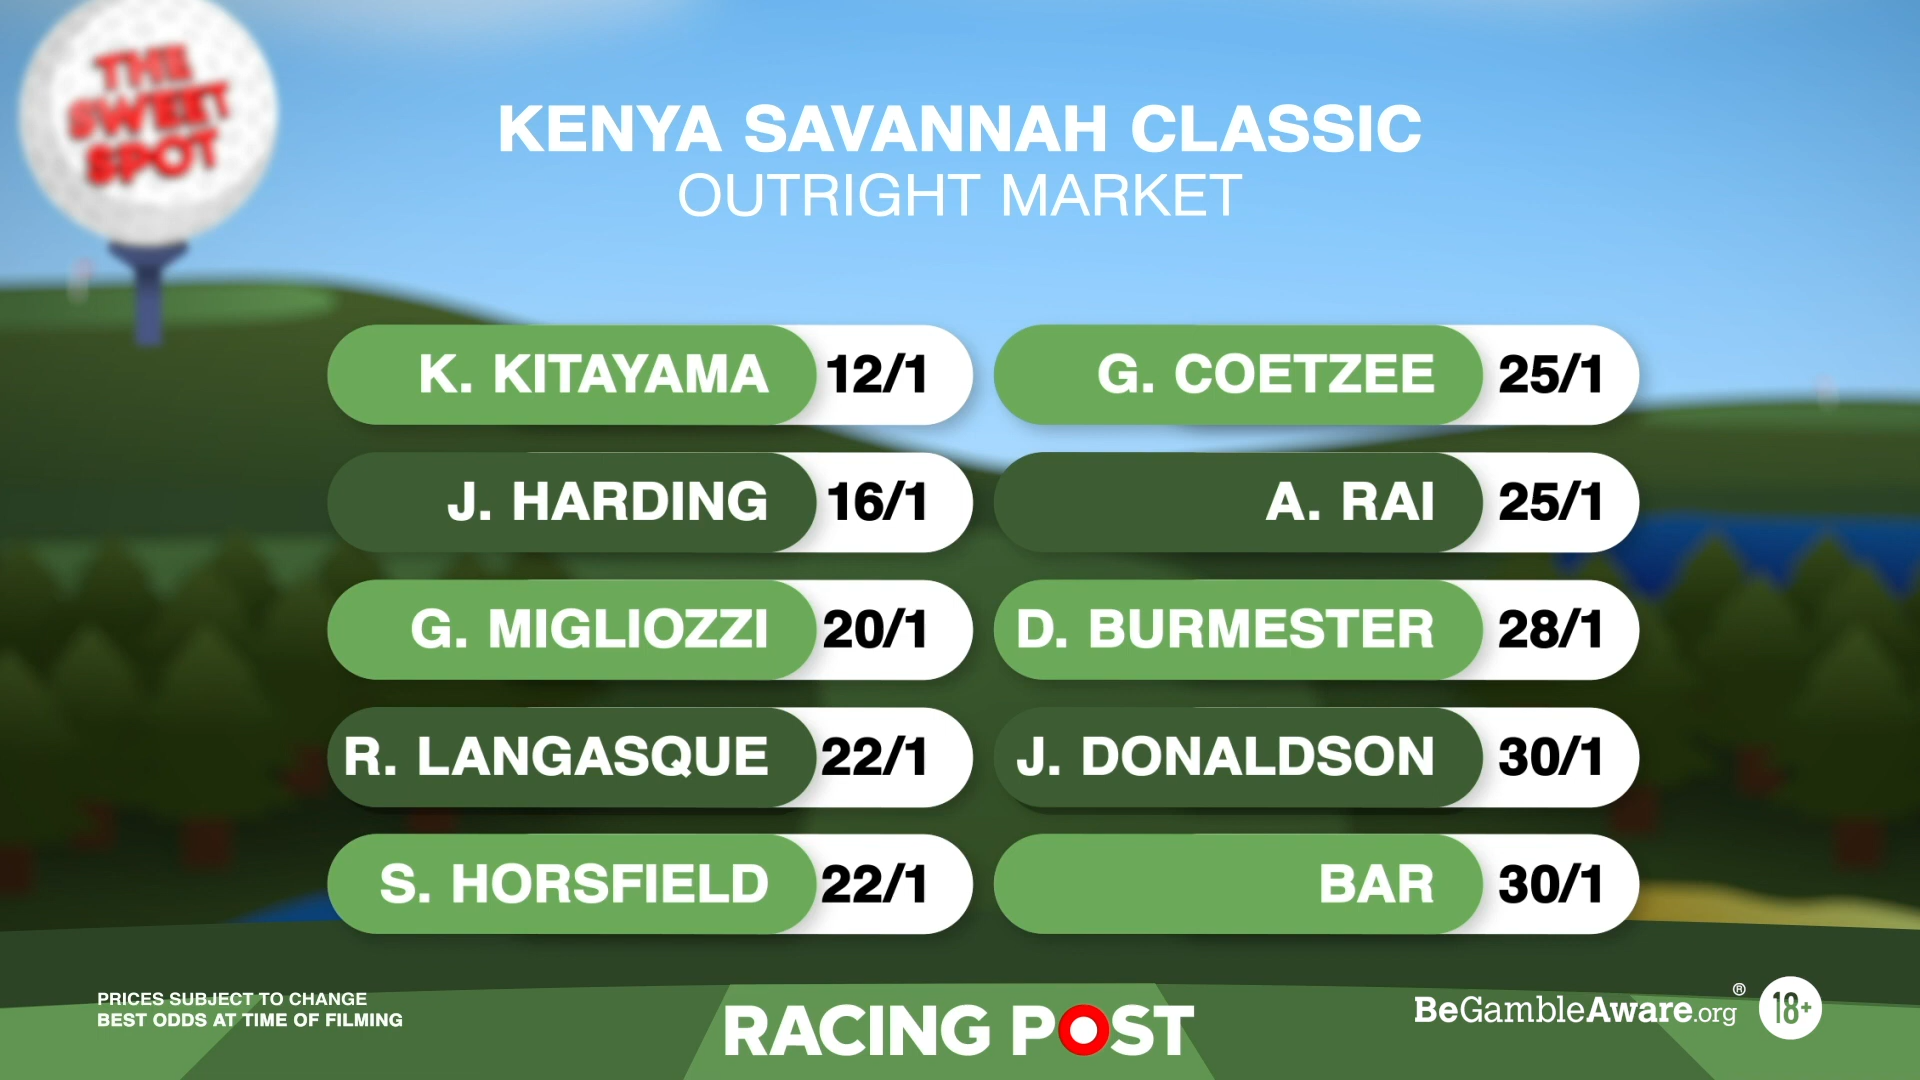 THE
SWEET
SPOT
KENYA SAVANNAH CLASSIC
OUTRIGHT MARKET
K. KITAYAMA 12/1
J. HARDING 16/1
G. MIGLIOZZI 20/1
R. LANGASQUE 22/1
S. HORSFIELD 22/1
G. COETZEE 25/1
A. RAI 25/1
D. BURMESTER 28/1
J. DONALDSON 30/1
BAR 30/1
PRICES SUBJECT TO CHANGE
BEST ODDS AT TIME OF FILMING
RACING POST
BeGambleAware.org®
18+